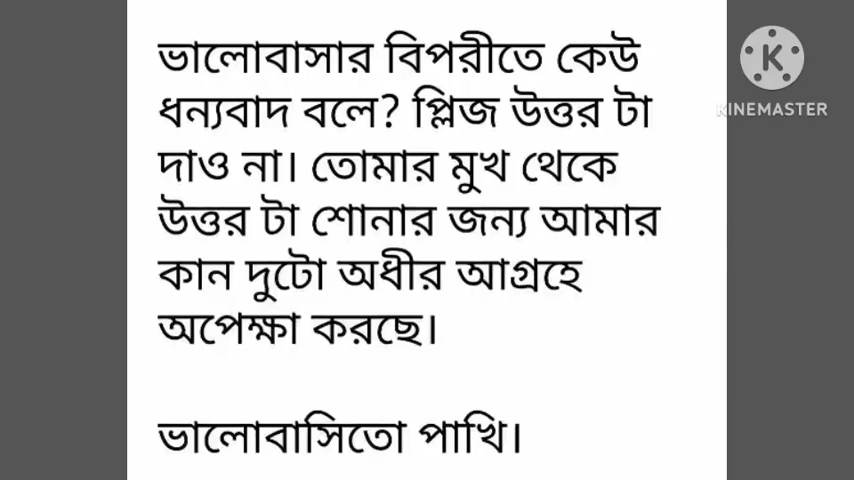 ভালোবাসার বিপরীতে কেউ
ধন্যবাদ বলে? প্লিজ উত্তর টা
দাও না। তোমার মুখ থেকে
উত্তর টা শোনার জন্য আমার
কান দুটো অধীর আগ্রহে
অপেক্ষা করছে।
ভালোবাসিতো পাখি।
K
KINEMASTER